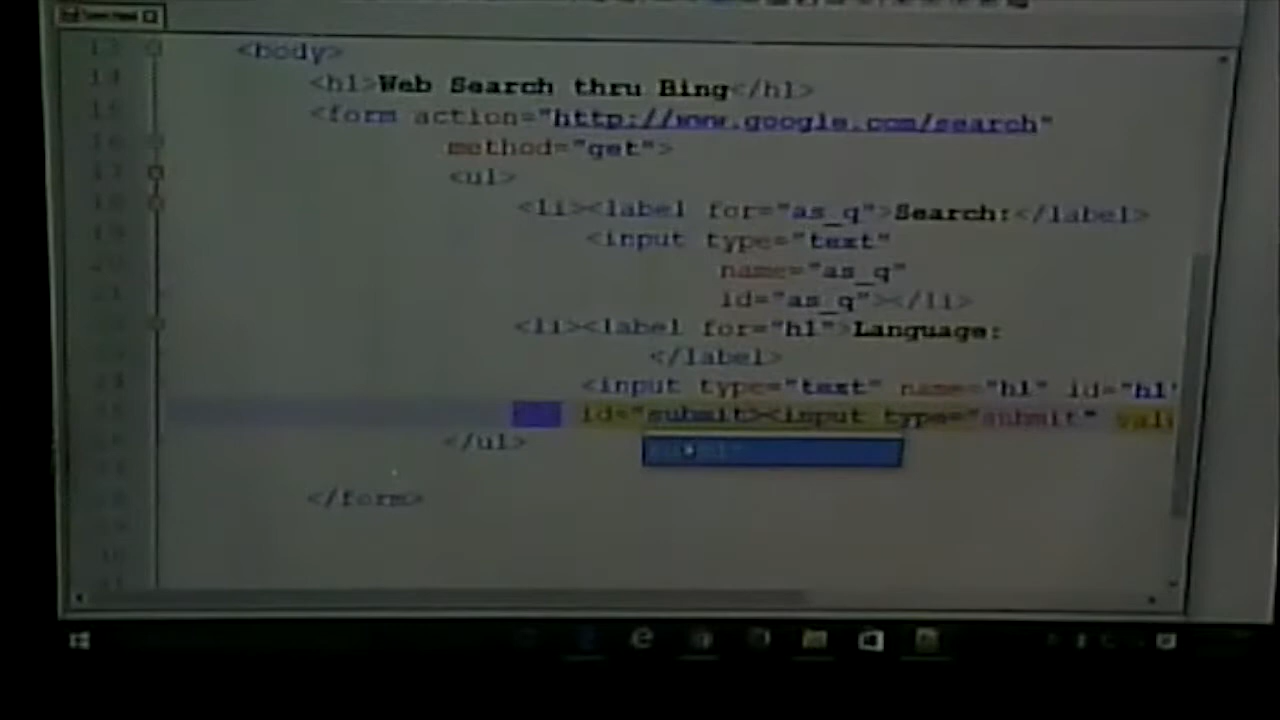 <body>
<h1>Web Search thru Bing</h1>
<form action="http://www.google.com/search"
method="get">
<ul>
<li><label for="as_q">Search:</label>
<input type="text"
name="as_q"
id="as_q"></li>
<li><label for="hl">Language:
</label>
<input type="text" name="hl" id="hl"
id="submit><input type="submit" valu
</ul>
</form>